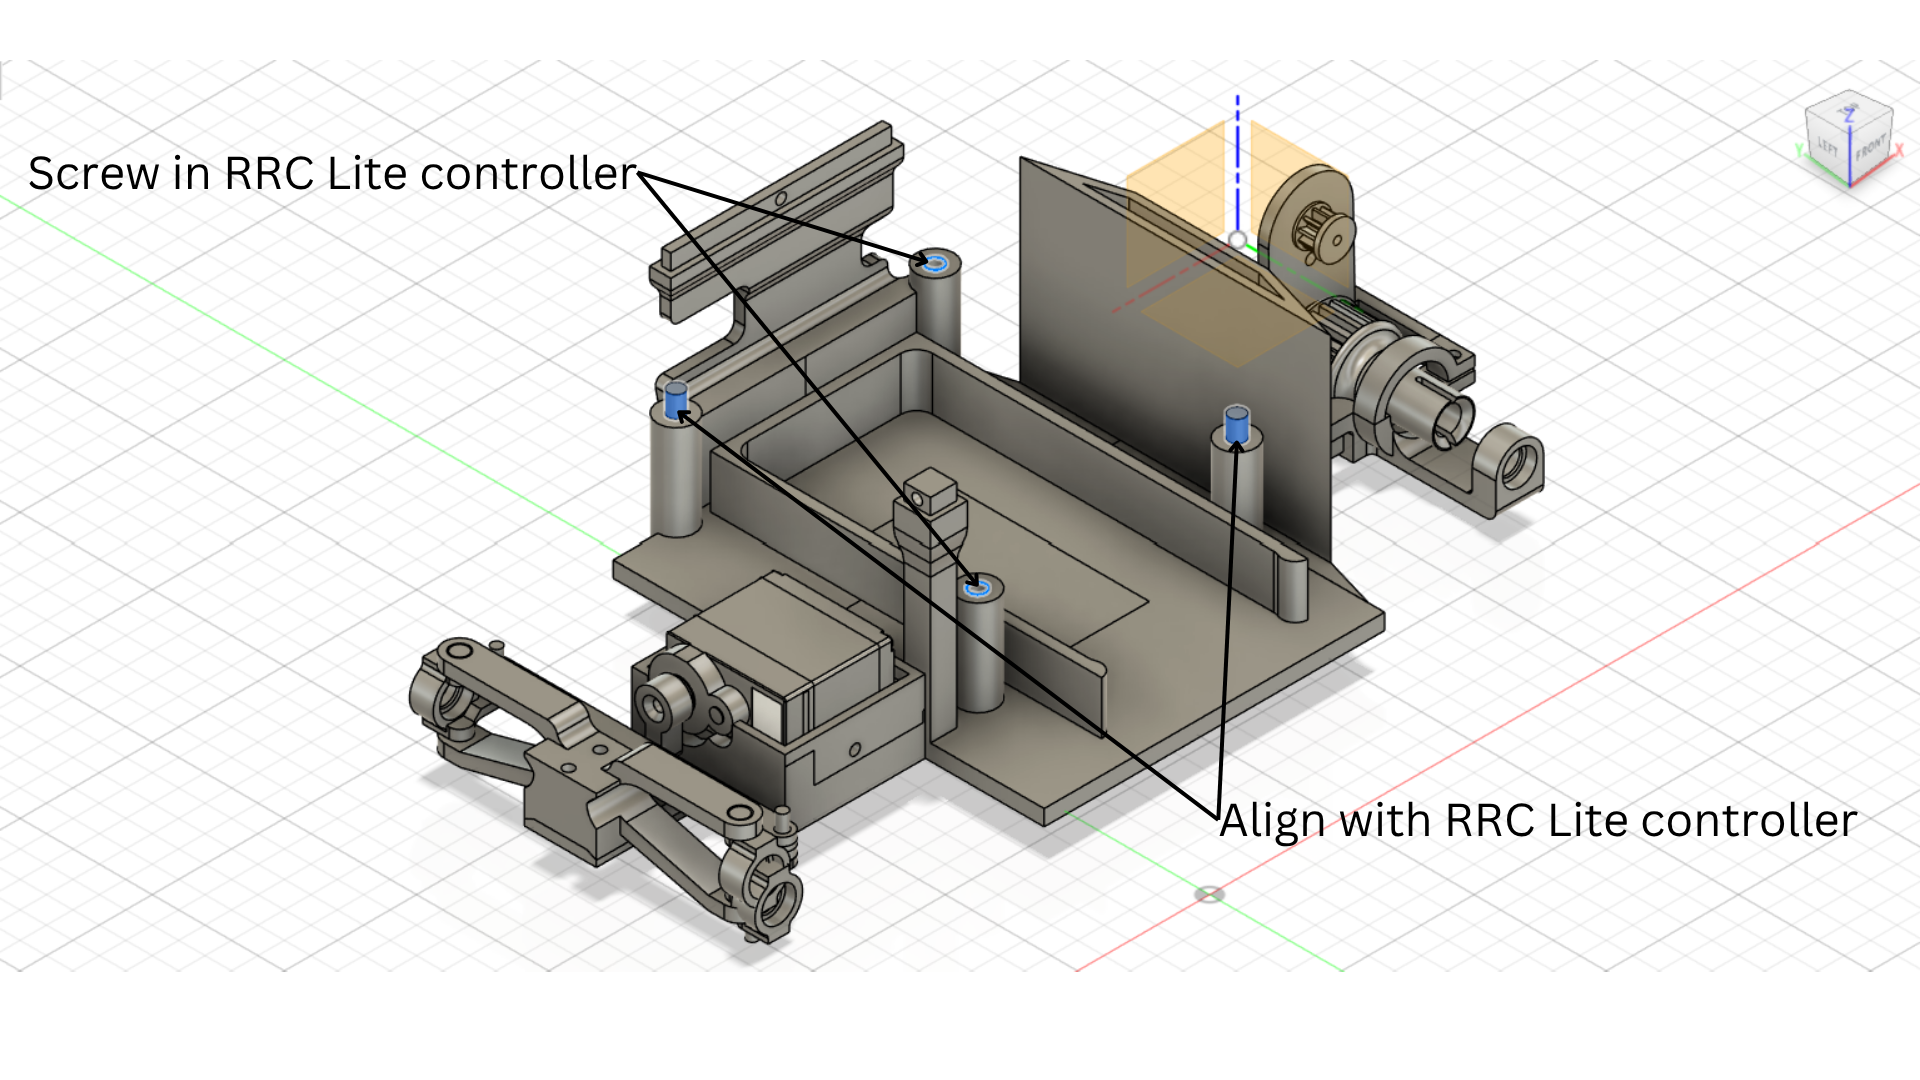 Screw in RRC Lite controller
TOP
Z
LEFT
FRONT
Y
X
Align with RRC Lite controller